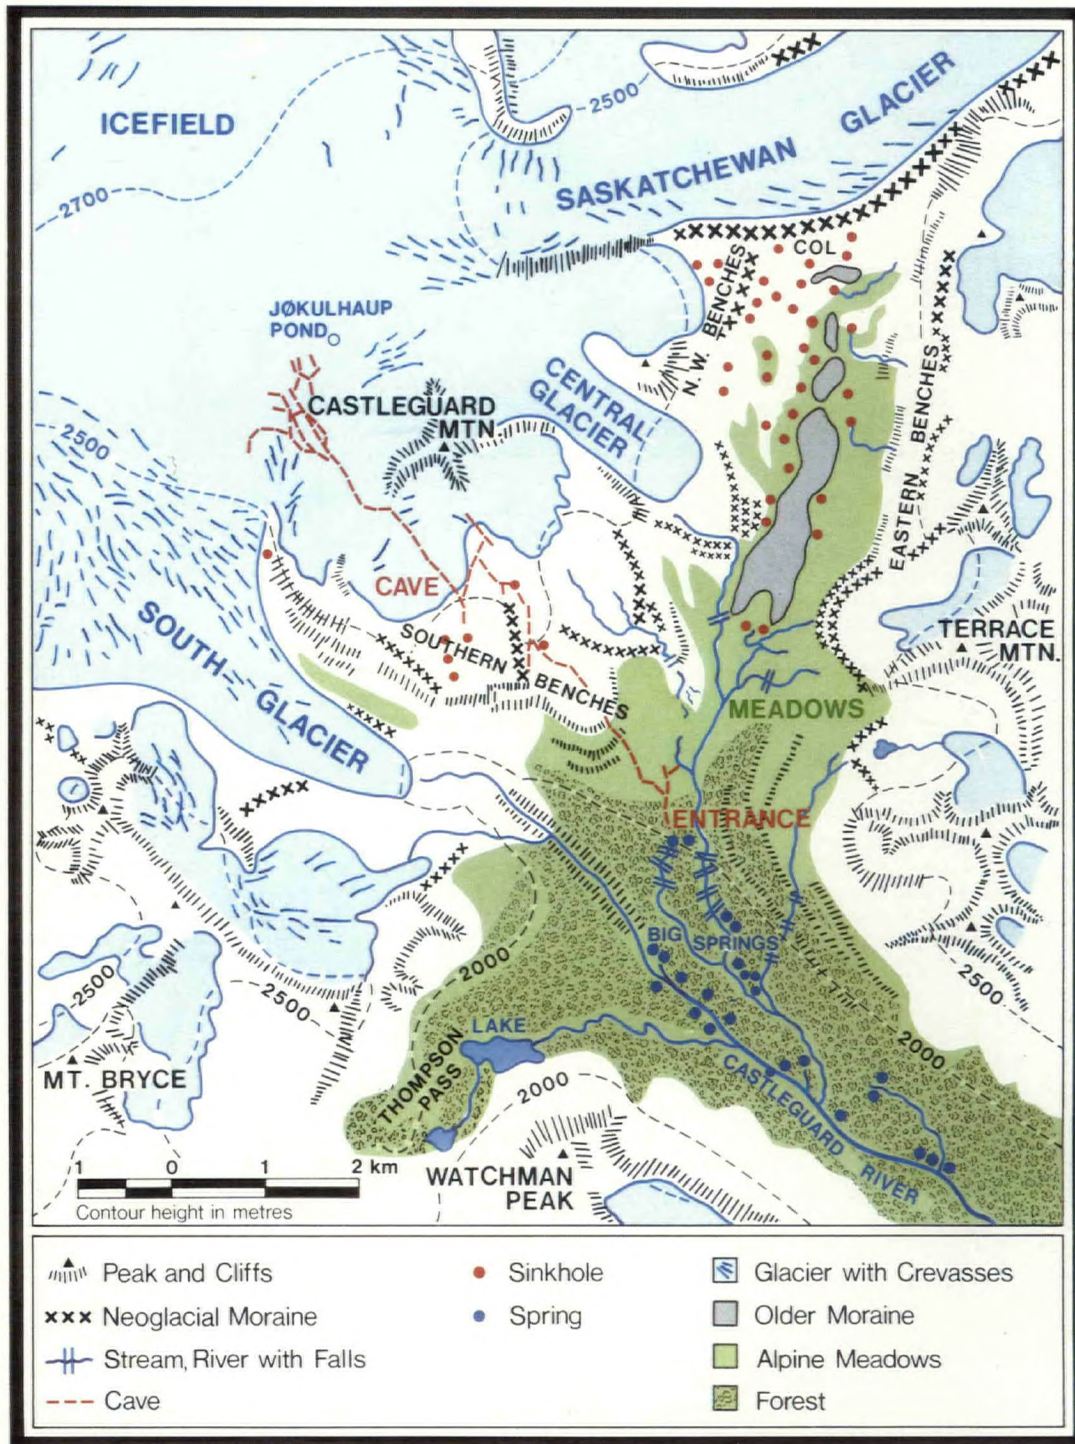 ICEFIELD
2500
GLACIER
SASKATCHEWAN
2700
COL
N.W. BENCHES
JØKULHAUP
POND
CENTRAL
GLACIER
CASTLEGUARD
MTN.
2500
EASTERN BENCHES
CAVE
SOUTH GLACIER
SOUTHERN
BENCHES
TERRACE
MTN.
MEADOWS
ENTRANCE
BIG SPRINGS
2000
2500
2500
2500
2000
LAKE
THOMPSON
PASS
MT. BRYCE
2000
CASTLEGUARD RIVER
WATCHMAN
PEAK
1 0 1 2 km
Contour height in metres
Peak and Cliffs
Neoglacial Moraine
Stream, River with Falls
Cave
Sinkhole
Spring
Glacier with Crevasses
Older Moraine
Alpine Meadows
Forest